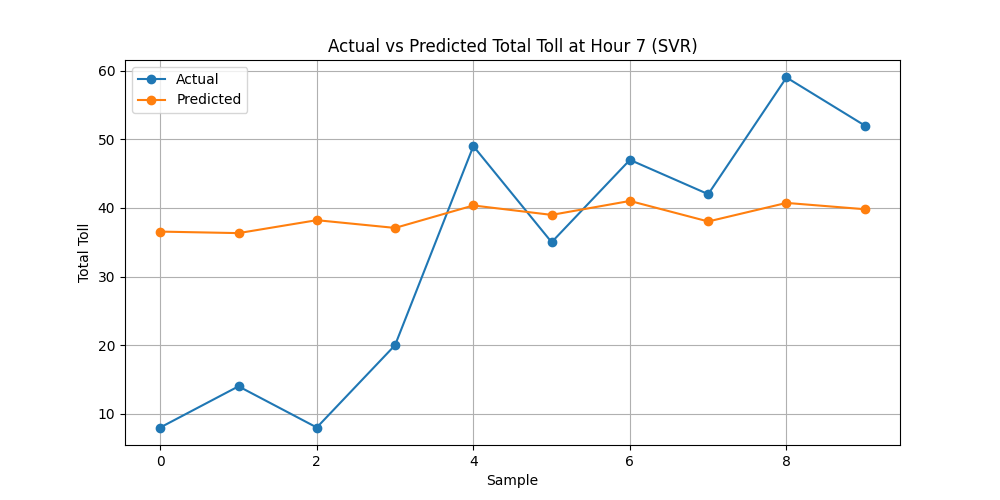 Actual vs Predicted Total Toll at Hour 7 (SVR)
Actual
Predicted
Total Toll
60
50
40
30
20
10
0 2 4 6 8
Sample